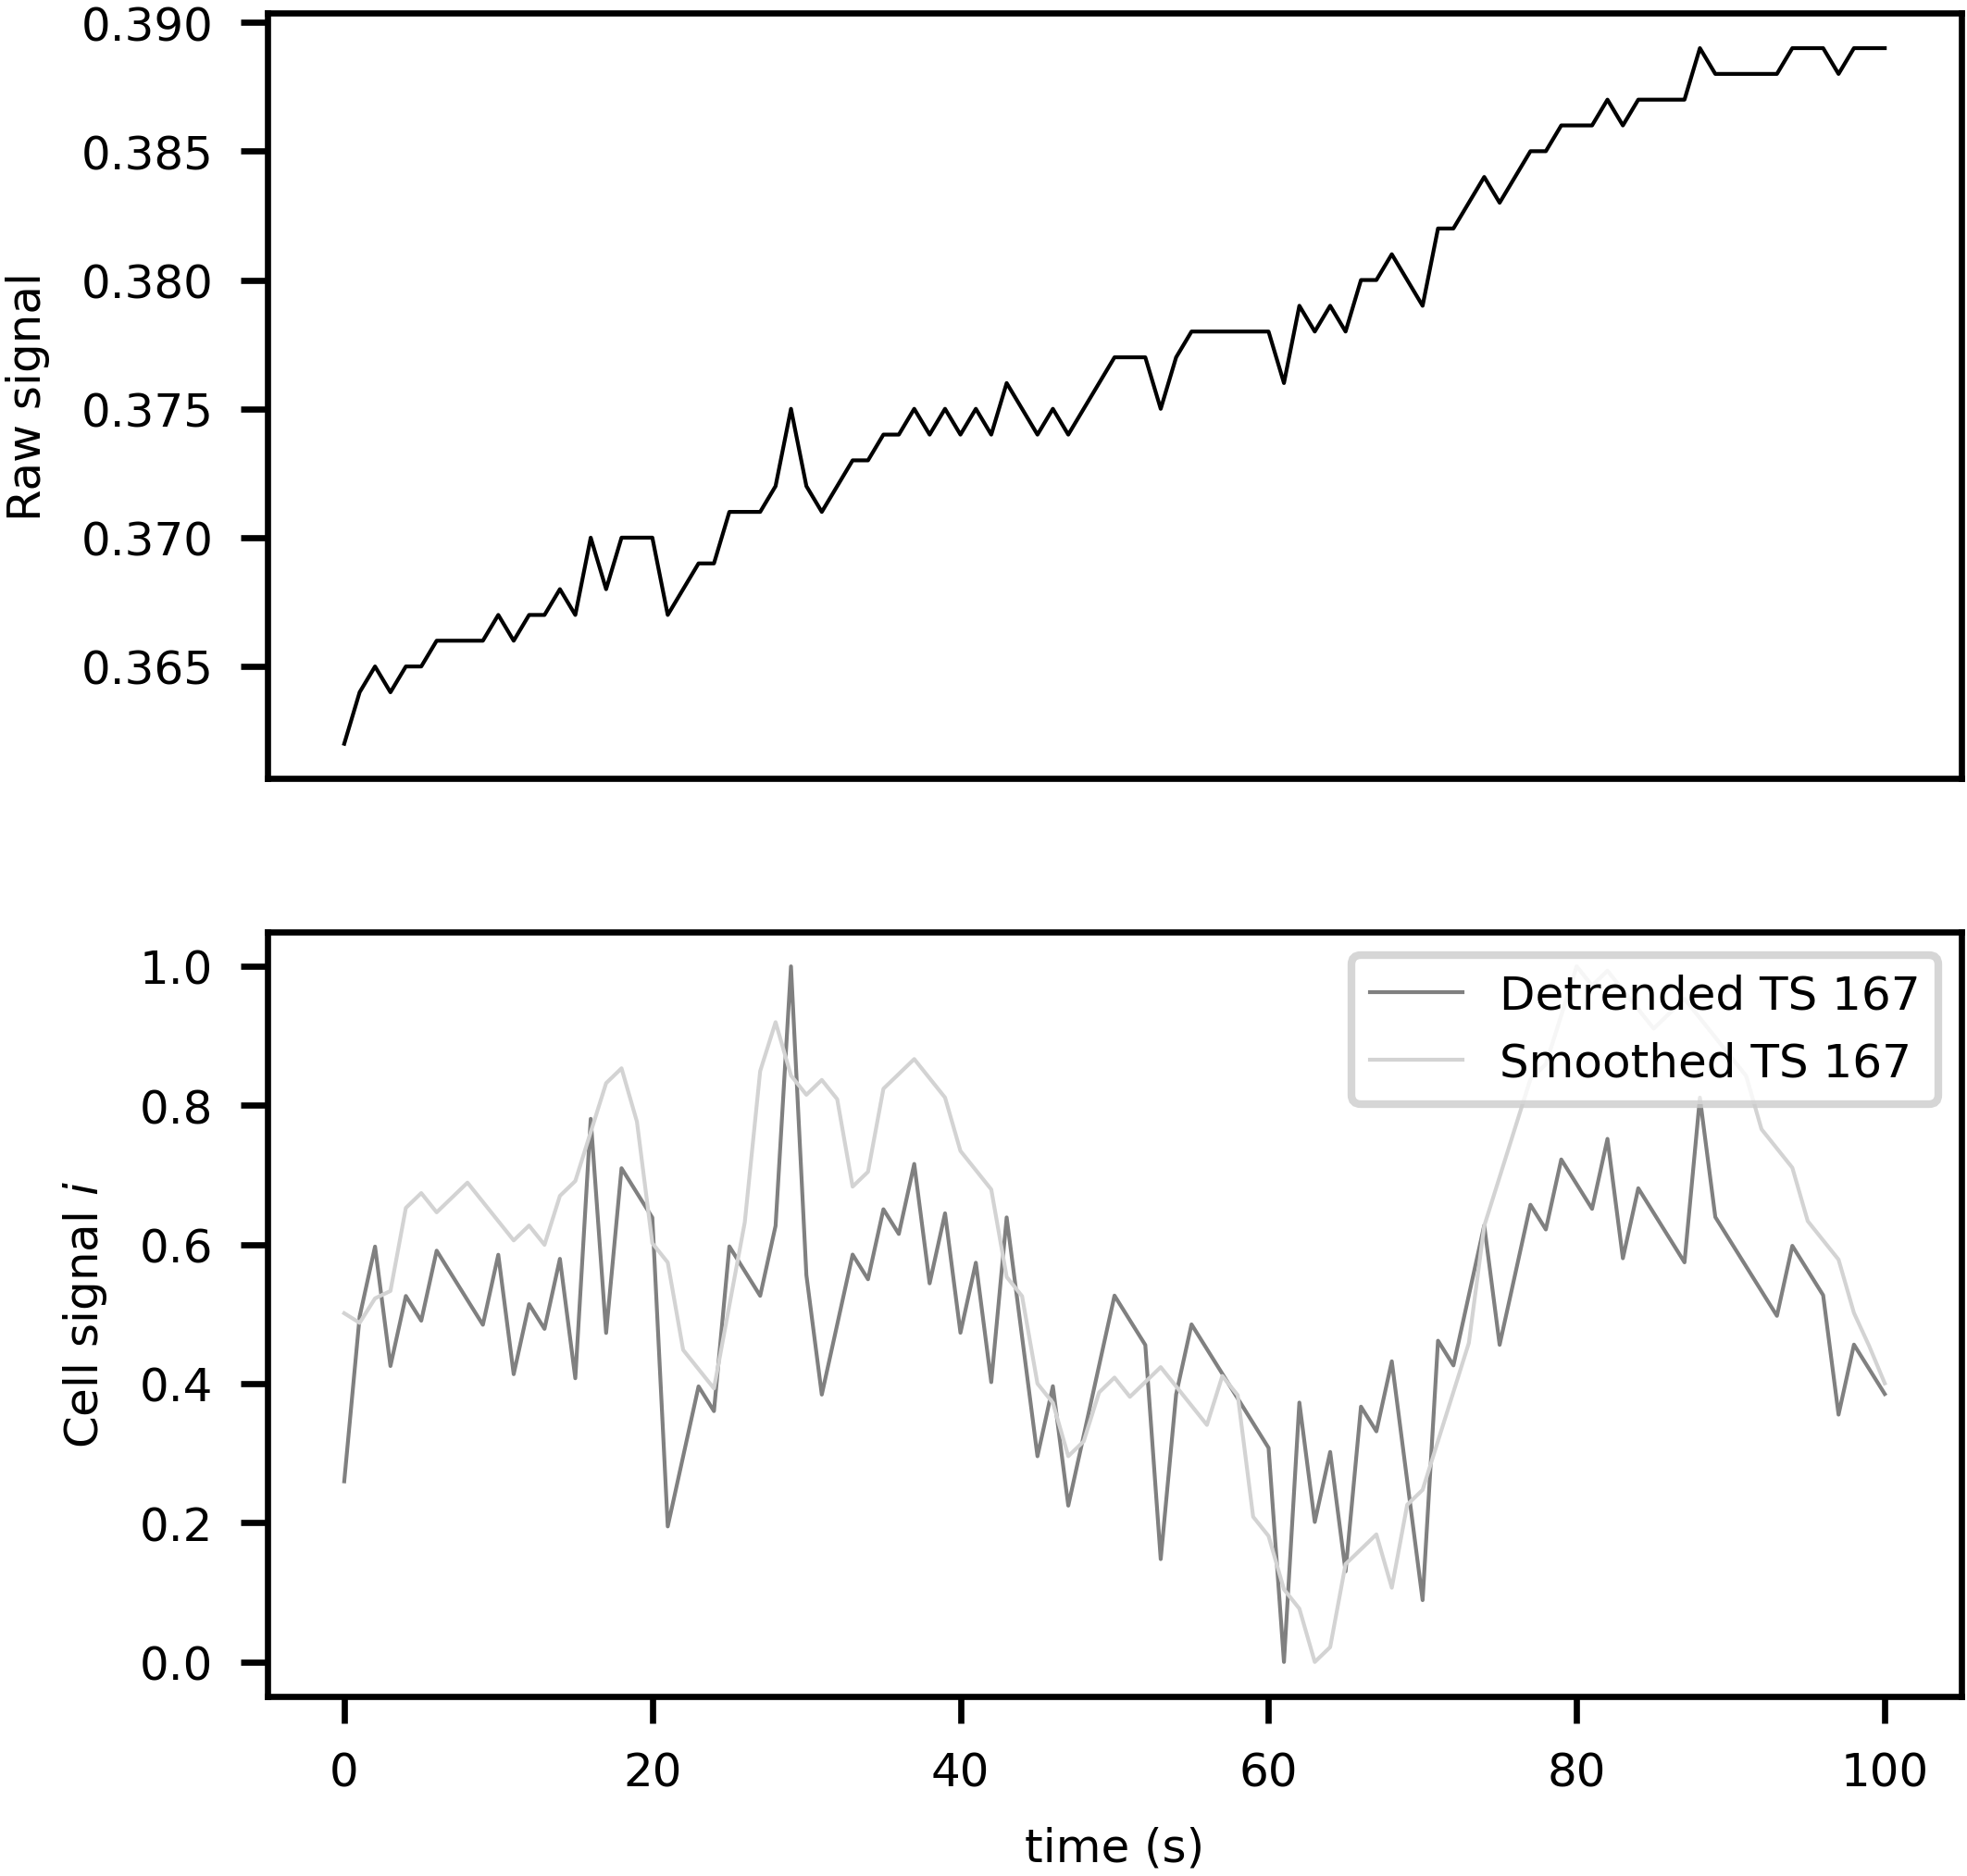 0.390
0.385
0.380
0.375
0.370
0.365
Raw signal
1.0
0.8
0.6
0.4
0.2
0.0
Cell signal i
Detrended TS 167
Smoothed TS 167
0 20 40 60 80 100
time (s)